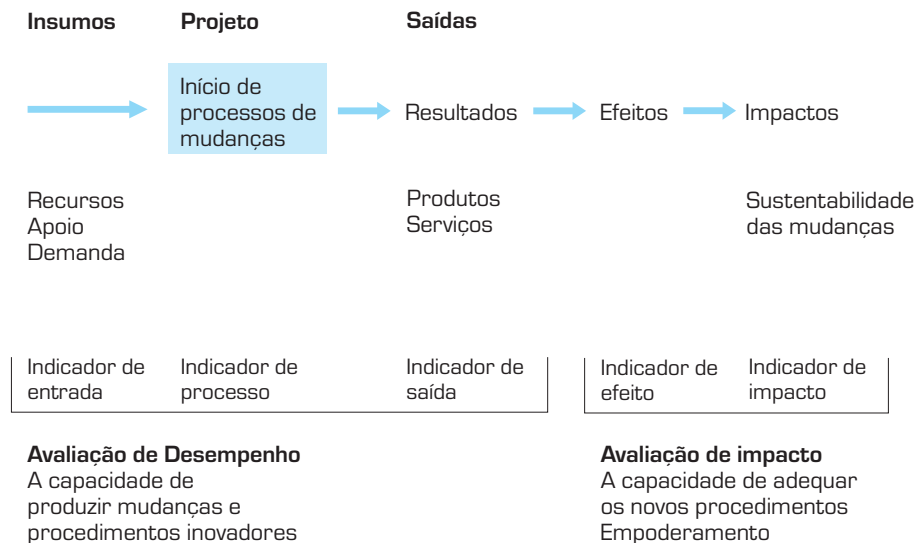 Insumos Projeto Saídas
Início de
processos de
mudanças
Resultados Efeitos Impactos
Recursos
Apoio
Demanda
Produtos
Serviços
Sustentabilidade
das mudanças
Indicador de
entrada
Indicador de
processo
Indicador de
saída
Indicador de
efeito
Indicador de
impacto
Avaliação de Desempenho
A capacidade de
produzir mudanças e
procedimentos inovadores
Avaliação de impacto
A capacidade de adequar
os novos procedimentos
Empoderamento